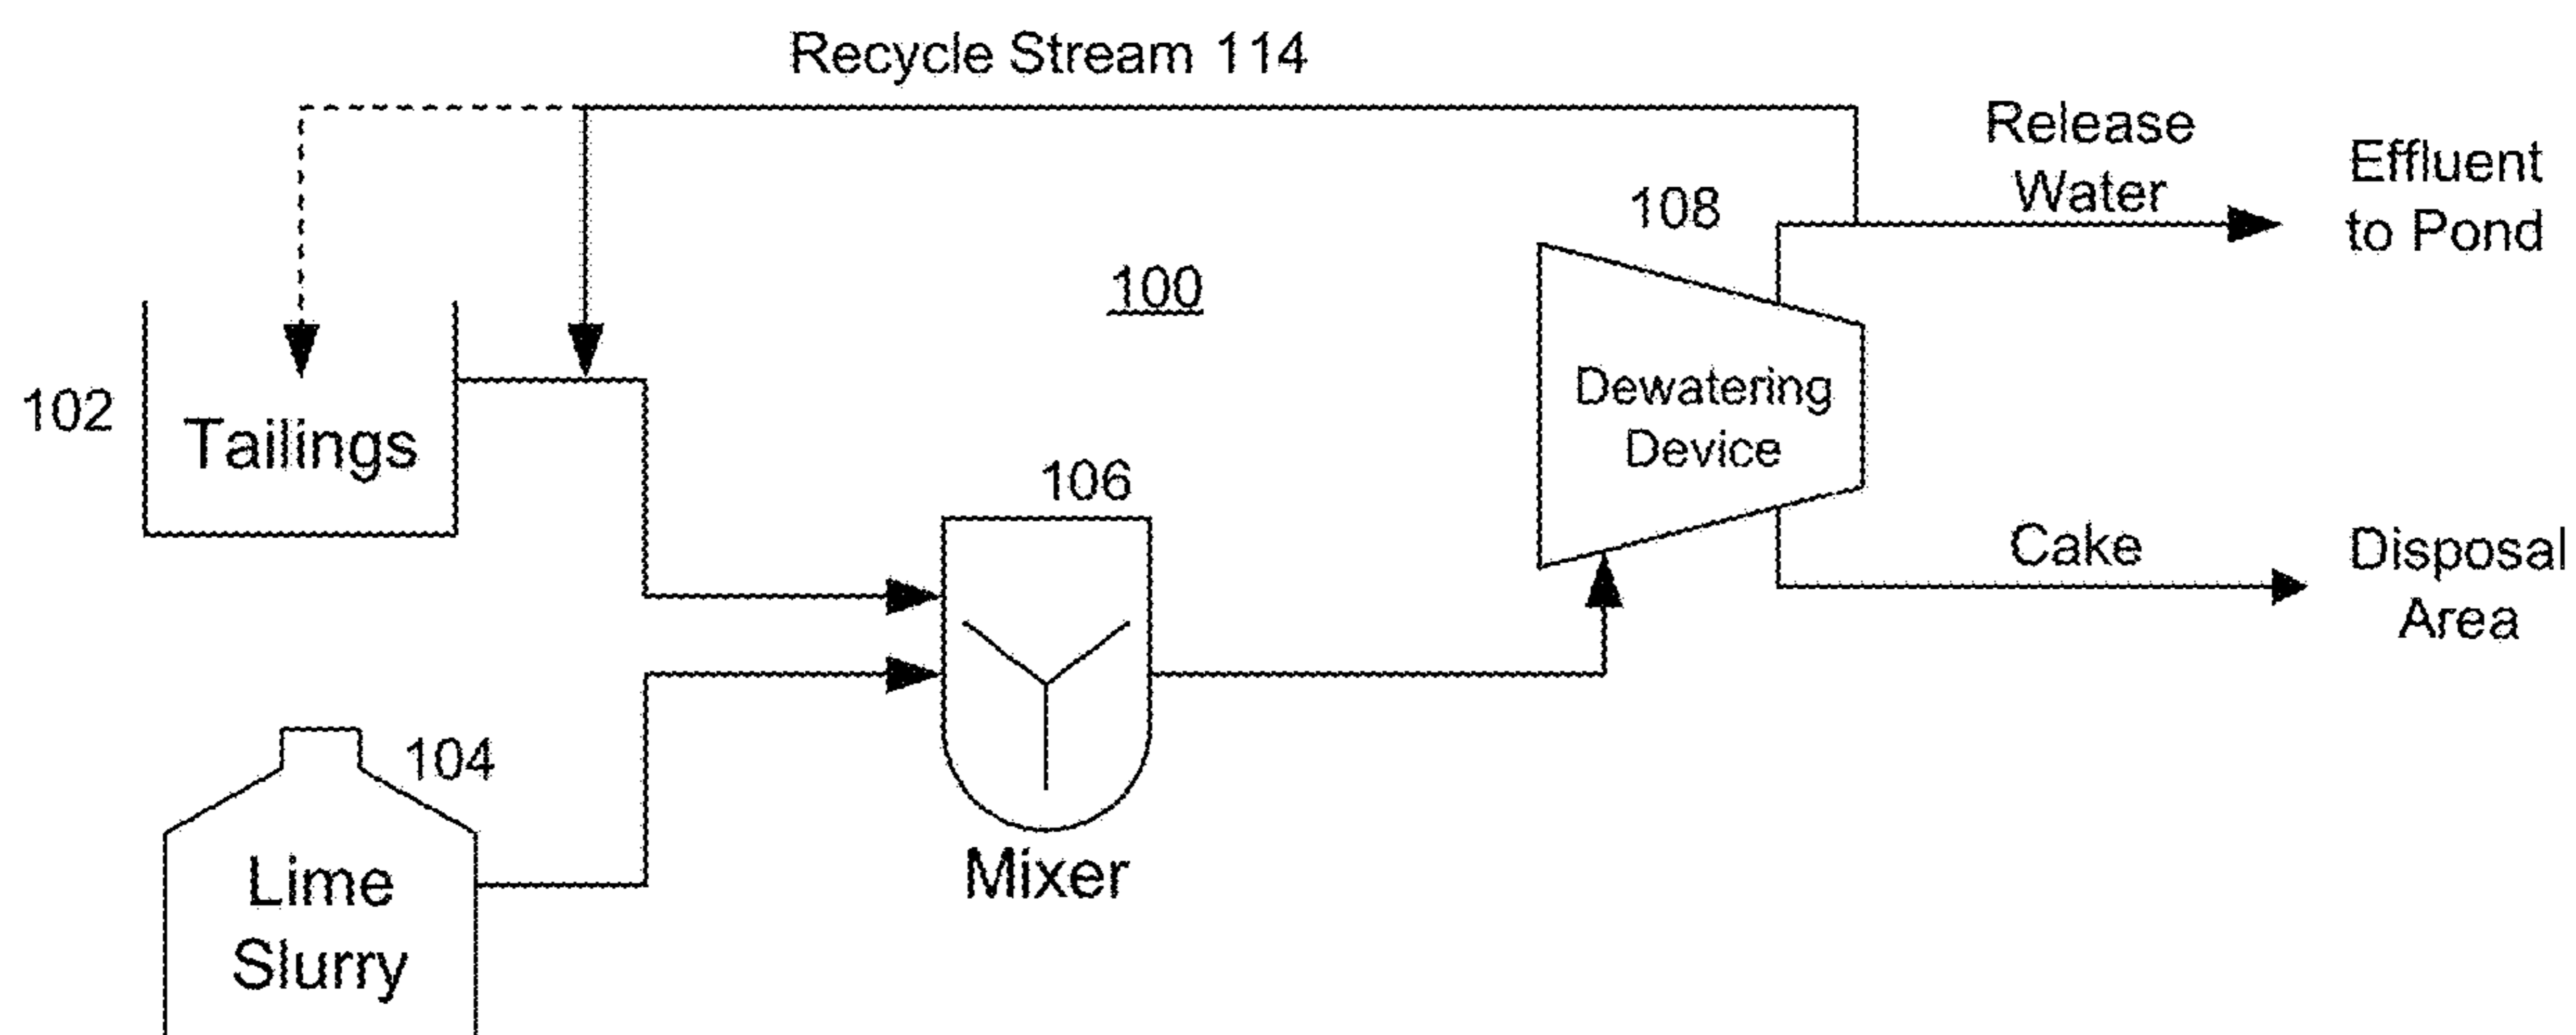 Recycle Stream 114
Release
Water
Effluent
to Pond
108
100
102
Tailings
Dewatering
Device
106
Cake
Disposal
Area
104
Lime
Slurry
Mixer